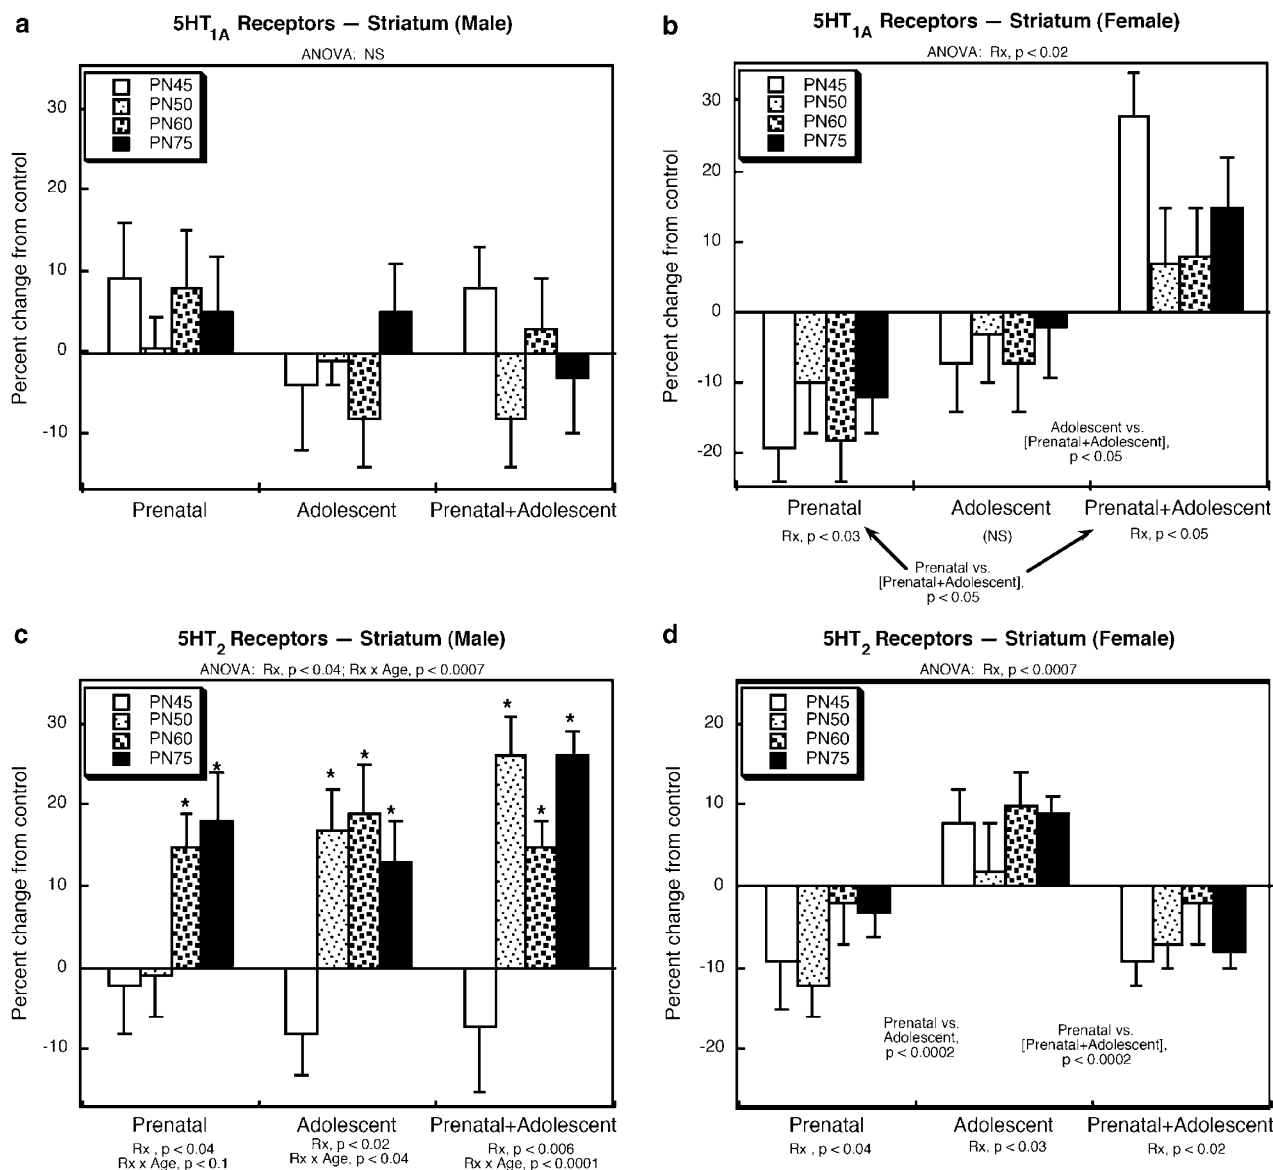 a
5HT1A Receptors — Striatum (Male)
ANOVA: NS
PN45
PN50
PN60
PN75
Percent change from control
30
20
10
0
-10
Prenatal
Adolescent
Prenatal+Adolescent
b
5HT1A Receptors — Striatum (Female)
ANOVA: Rx, p < 0.02
PN45
PN50
PN60
PN75
Percent change from control
30
20
10
0
-10
-20
Adolescent vs.
[Prenatal+Adolescent],
p < 0.05
Prenatal
Adolescent
Prenatal+Adolescent
Rx, p < 0.03
(NS)
Rx, p < 0.05
Prenatal vs.
[Prenatal+Adolescent],
p < 0.05
c
5HT2 Receptors — Striatum (Male)
ANOVA: Rx, p < 0.04; Rx x Age, p < 0.0007
PN45
PN50
PN60
PN75
Percent change from control
30
20
10
0
-10
*
*
*
*
*
*
*
*
Prenatal
Adolescent
Prenatal+Adolescent
Rx , p < 0.04
Rx x Age, p < 0.1
Rx, p < 0.02
Rx x Age, p < 0.04
Rx, p < 0.006
Rx x Age, p < 0.0001
d
5HT2 Receptors — Striatum (Female)
ANOVA: Rx, p < 0.0007
PN45
PN50
PN60
PN75
Percent change from control
20
10
0
-10
-20
Prenatal vs.
Adolescent,
p < 0.0002
Prenatal vs.
[Prenatal+Adolescent],
p < 0.0002
Prenatal
Adolescent
Prenatal+Adolescent
Rx , p < 0.04
Rx, p < 0.03
Rx, p < 0.02